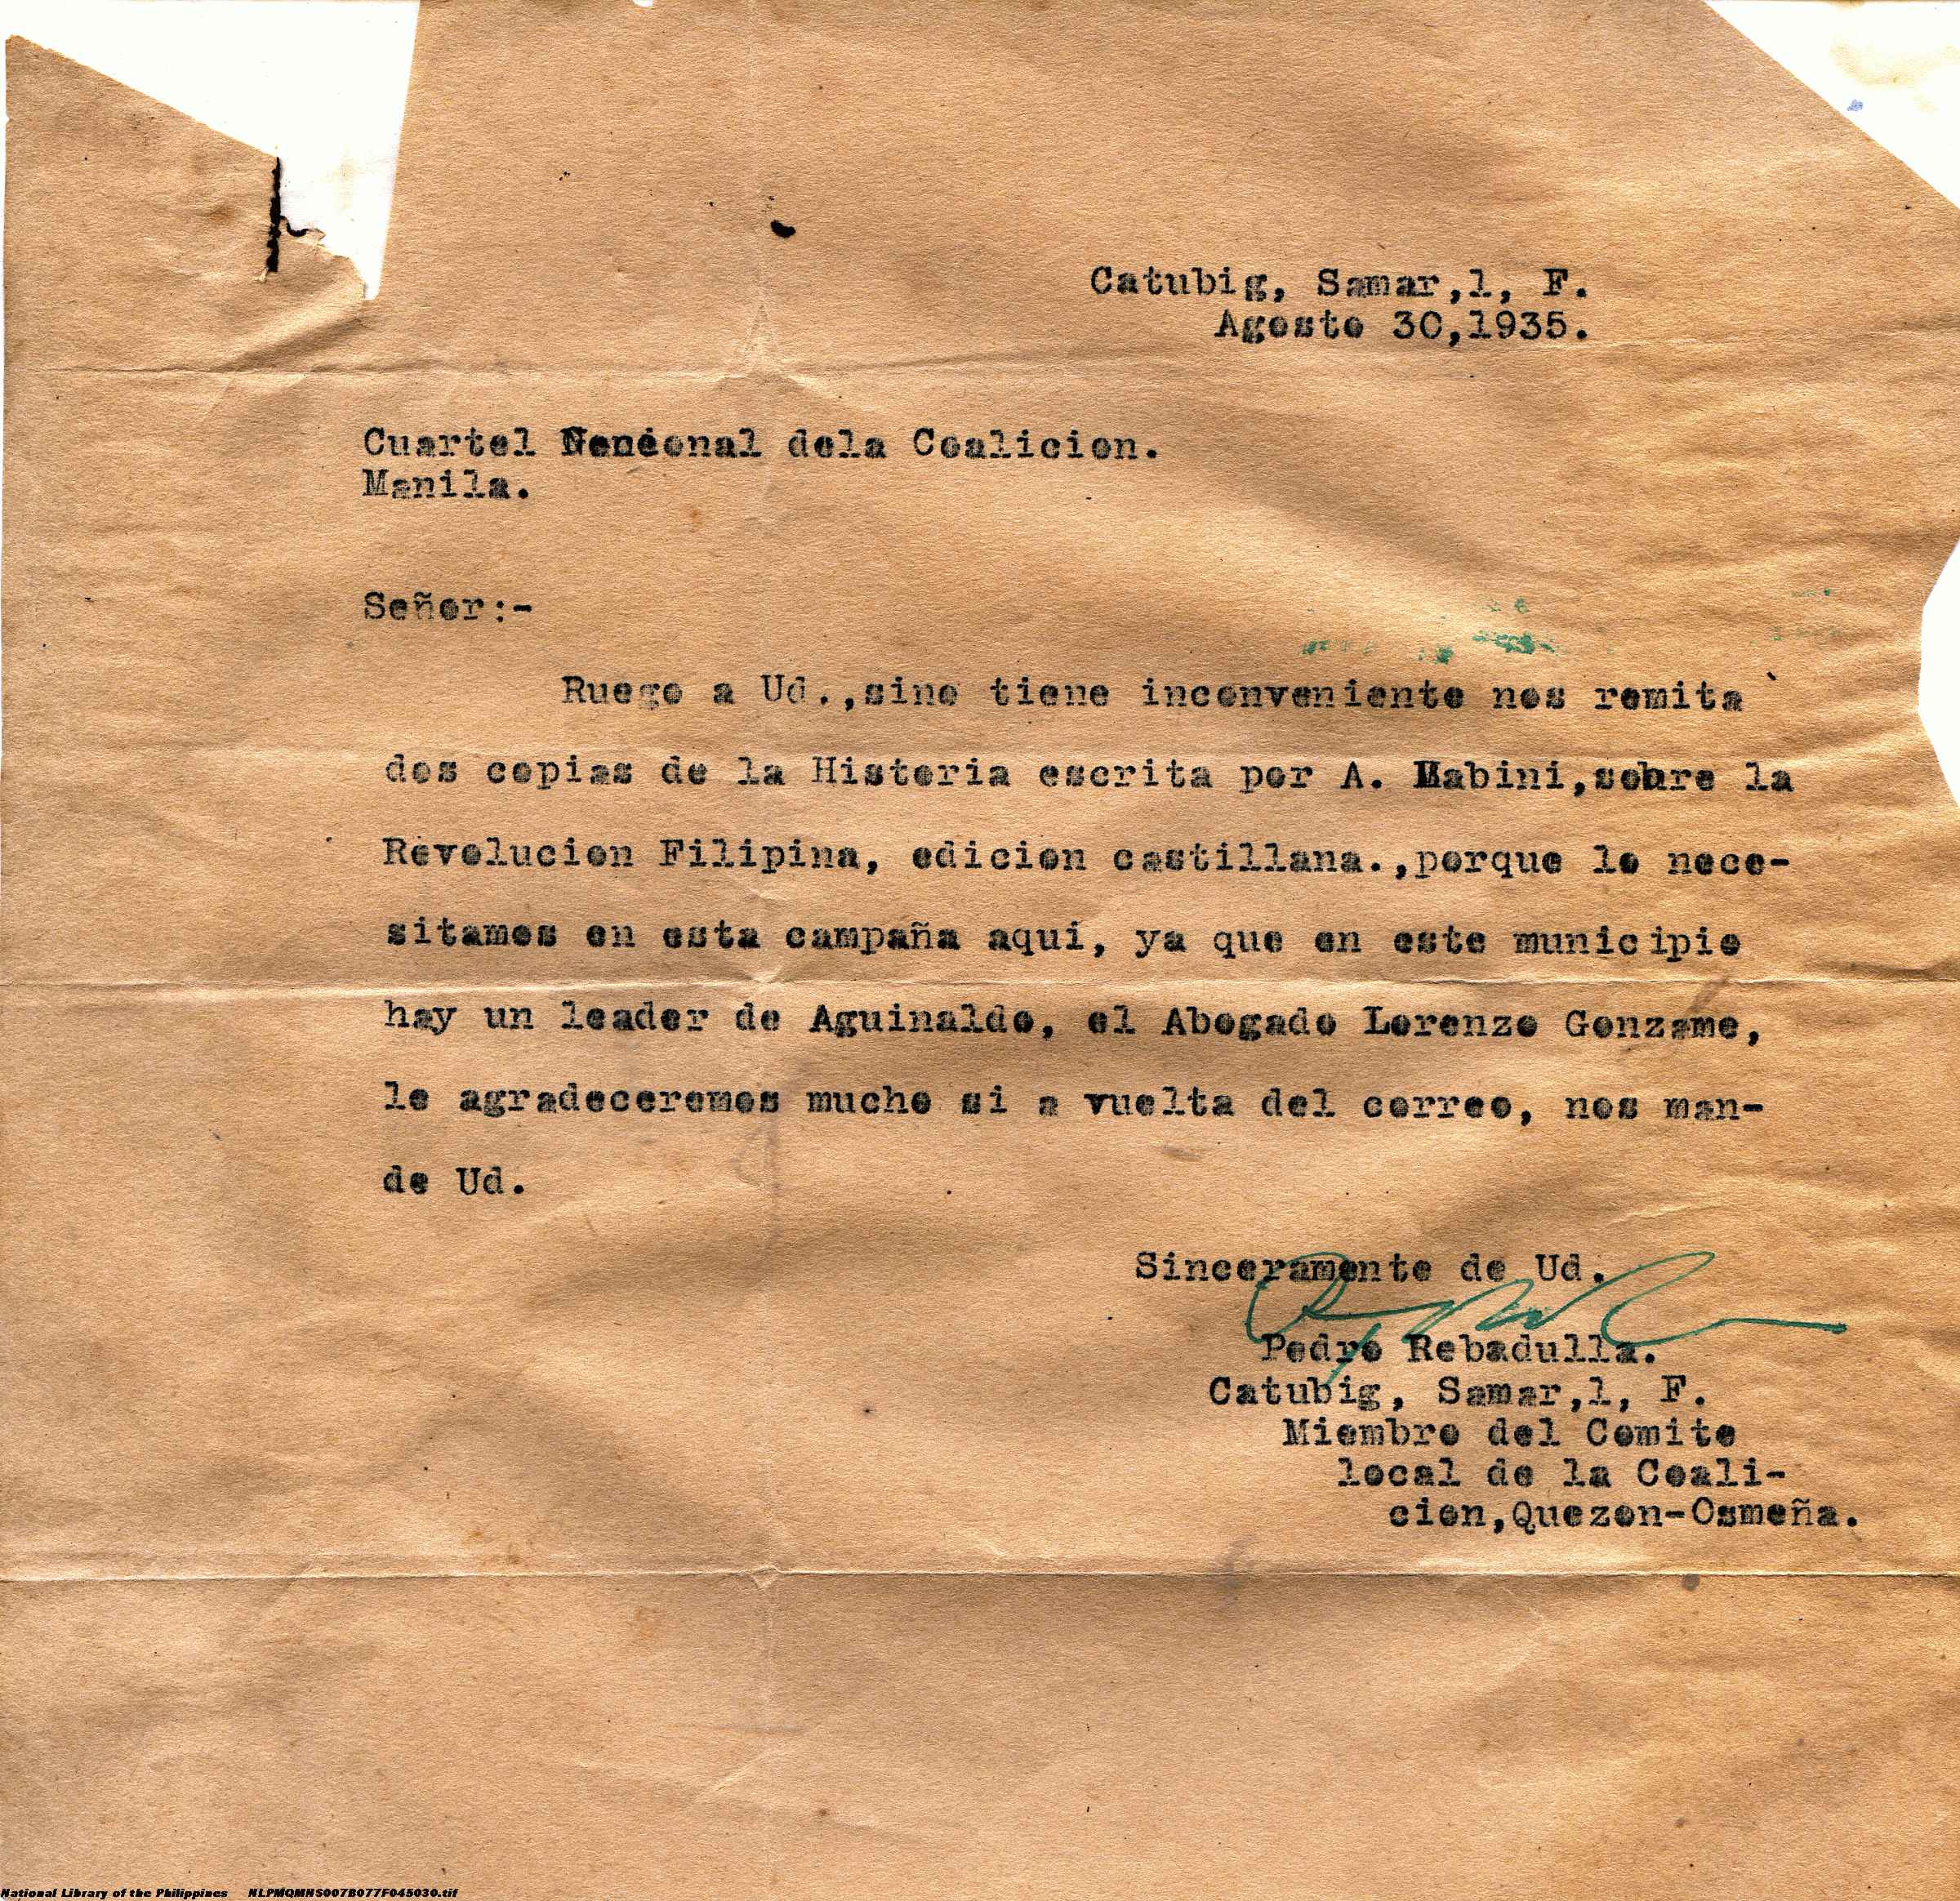 Catubig, Samar,l, F.
Agosto 30,1935.
Cuartel Nacional dela Coalicion.
Manila.
Señor:-
Ruego a Ud.,sino tiene inconveniente nos remita
dos copias de la Historia escrita por A. Mabini,sobre la
Revolucion Filipina, edicion castillana.,porque lo nece-
sitamos en esta campaña aqui, ya que en este municipio
hay un leader de Aguinaldo, el Abogado Lorenzo Gonzame,
le agradeceremos mucho si a vuelta del correo, nos man-
de Ud.
Sinceramente de Ud.
Pedro Rebadulla.
Catubig, Samar,l, F.
Miembro del Comite
local de la Coali-
cion,Quezon-Osmeña.
National Library of the Philippines NLPMQMNS007B077F045030.tif